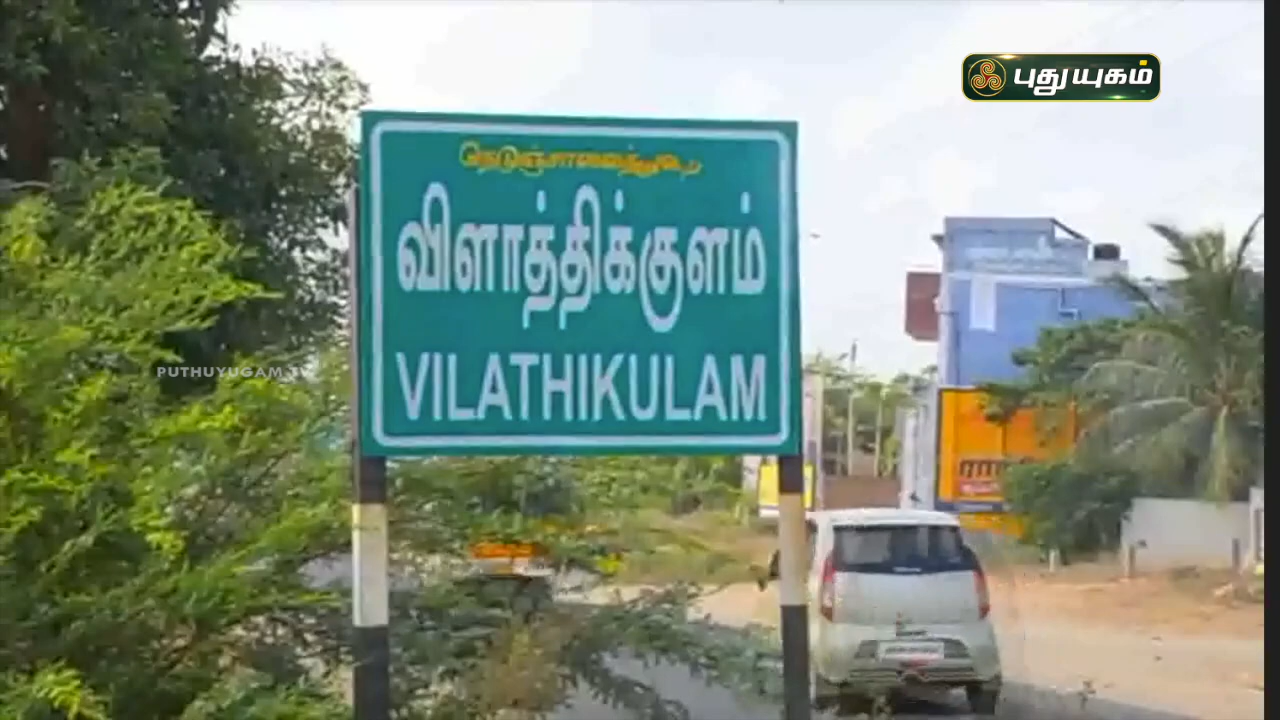 புதுயுகம்
நெடுஞ்சாலைத்துறை
விளாத்திக்குளம்
VILATHIKULAM
PUTHUYUGAM TV